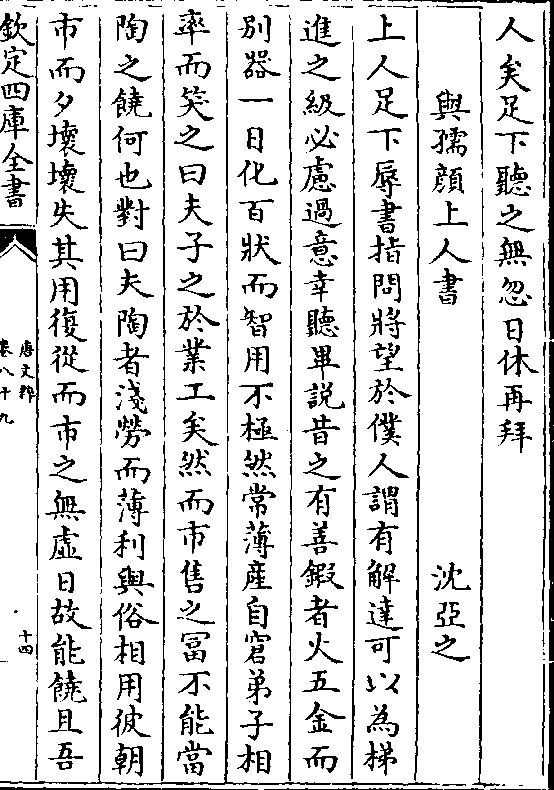 人矣足下聽之無忽日休再拜
與孺顔上人書 沈亞之
上人足下辱書指問將望於僕人謂有解達可以為梯
進之級必慮過意幸聽畢説昔之有善鍛者火五金而
别器一日化百狀而智用不極然常薄産自窘弟子相
率而笑之曰夫子之於業工矣然而市售之冨不能當
陶之饒何也對曰夫陶者淺勞而薄利與俗相用彼朝
市而夕壊壊失其用復從而市之無虚日故能饒且吾
欽定四庫全書
唐文粹
卷八十九
十四